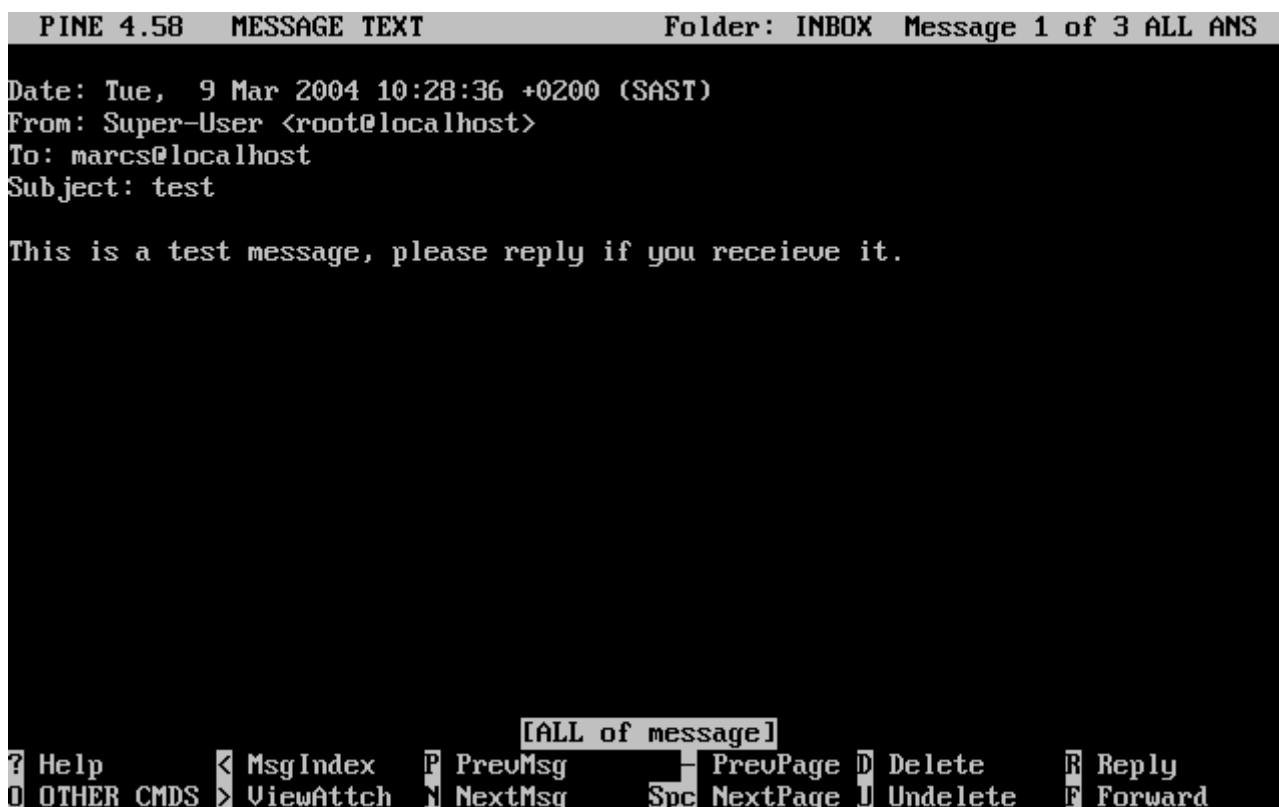 PINE 4.58   MESSAGE TEXT   Folder: INBOX  Message 1 of 3 ALL ANS
Date: Tue,  9 Mar 2004 10:28:36 +0200 (SAST)
From: Super-User <root@localhost>
To: marcs@localhost
Subject: test
This is a test message, please reply if you receieve it.
[ALL of message]
? Help   < MsgIndex   P PrevMsg   - PrevPage   D Delete   R Reply
O OTHER CMDS   > ViewAttch   N NextMsg   Spc NextPage   U Undelete   F Forward